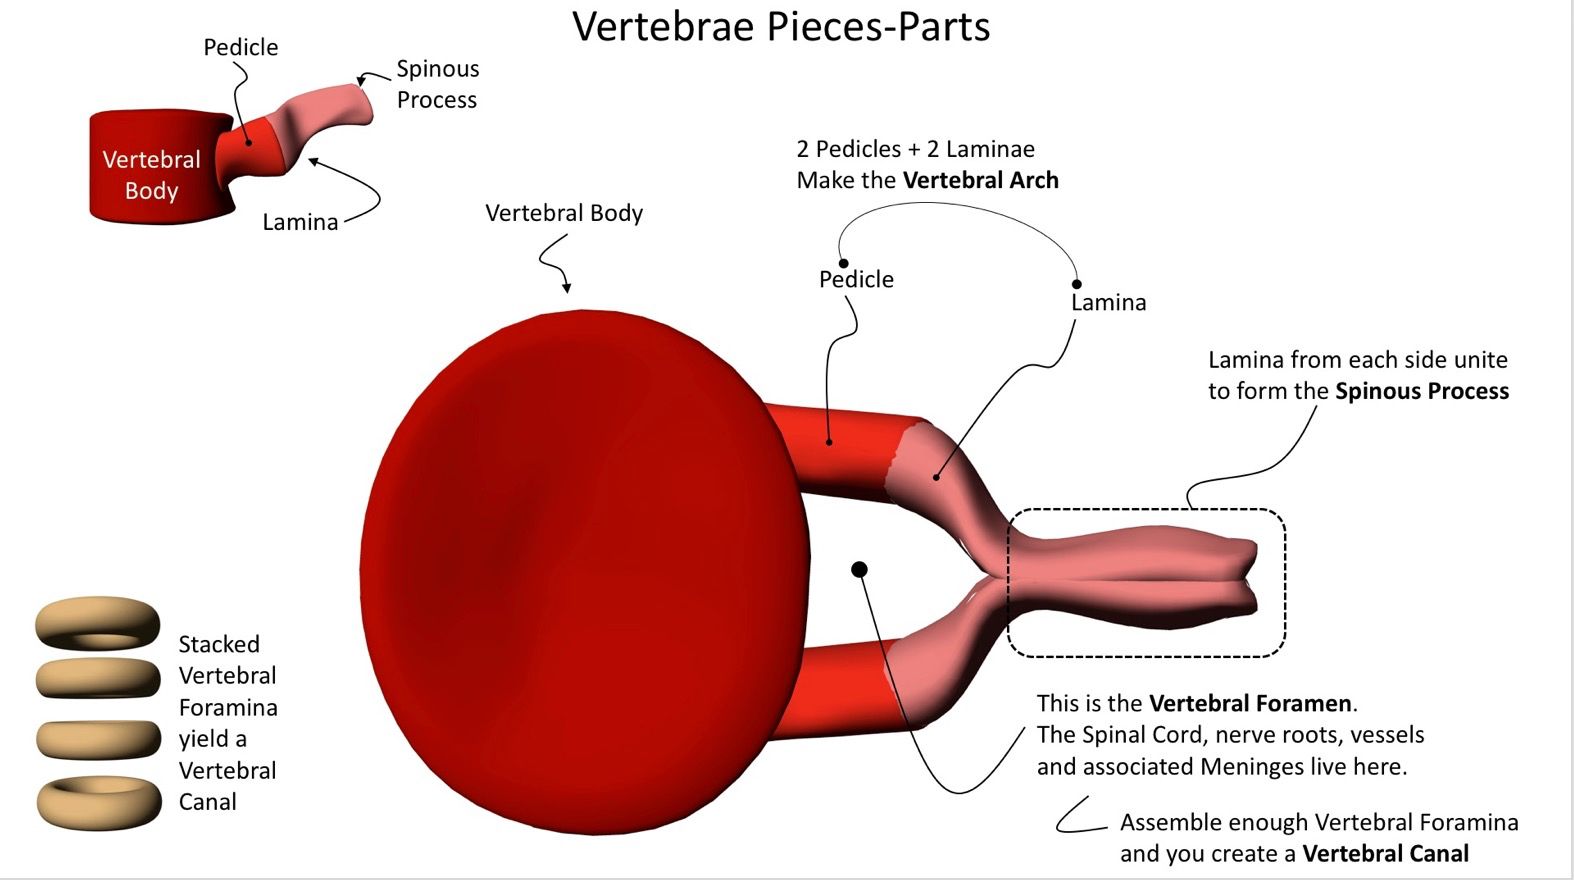 Vertebrae Pieces-Parts
Pedicle
Spinous
Process
Vertebral
Body
Lamina
2 Pedicles + 2 Laminae
Make the Vertebral Arch
Vertebral Body
Pedicle
Lamina
Lamina from each side unite
to form the Spinous Process
Stacked
Vertebral
Foramina
yield a
Vertebral
Canal
This is the Vertebral Foramen.
The Spinal Cord, nerve roots, vessels
and associated Meninges live here.
Assemble enough Vertebral Foramina
and you create a Vertebral Canal